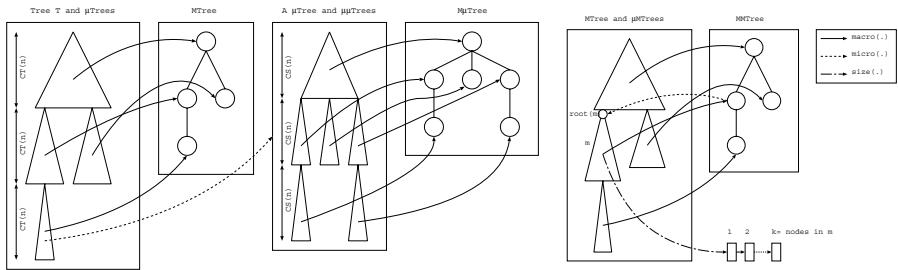 Tree T and μTrees
MTree
A μTree and μμTrees
MμTree
MTree and μMTrees
MMTree
CT(n)
CT(n)
CT(n)
CS(n)
CS(n)
CS(n)
macro(.)
micro(.)
size(.)
root(m
m
1 2 k= nodes in m